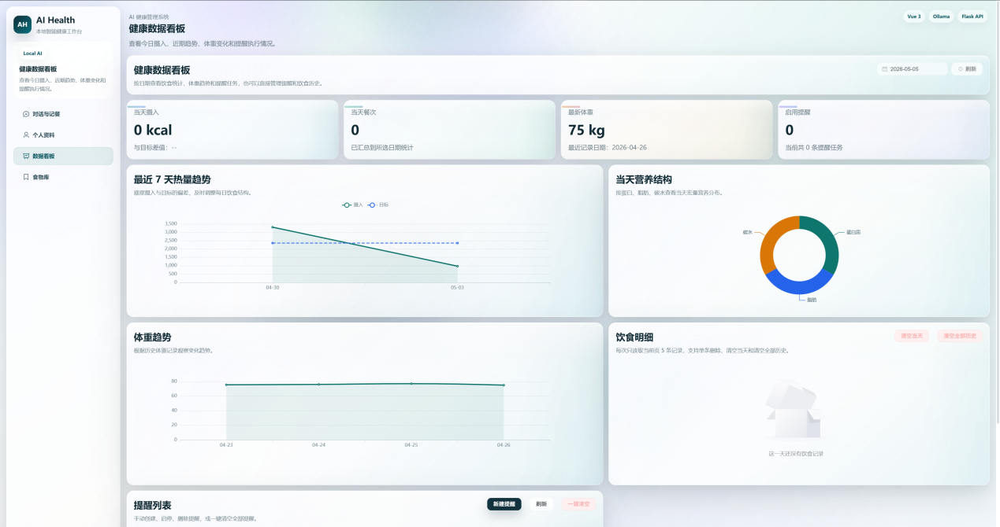 AH
AI Health
本地智能健康工作台
Local AI
健康数据看板
查看今日摄入、近期趋势、体重变化和
提醒执行情况。
对话与记餐
个人资料
数据看板
食物库
AI 健康管理系统
健康数据看板
查看今日摄入、近期趋势、体重变化和提醒执行情况。
Vue 3
Ollama
Flask API
健康数据看板
按日期查看饮食统计、体重趋势和提醒任务，也可以直接管理提醒和饮食历史。
2026-05-05
刷新
当天摄入
0 kcal
与目标差值：--
当天餐次
0
已汇总到所选日期统计
最新体重
75 kg
最近记录日期：2026-04-26
启用提醒
0
当前共 0 条提醒任务
最近 7 天热量趋势
观察摄入与目标的偏差，及时调整每日饮食结构。
摄入
目标
3,500
3,000
2,500
2,000
1,500
1,000
500
0
04-30
05-03
当天营养结构
按蛋白、脂肪、碳水查看当天宏量营养分布。
碳水
蛋白质
脂肪
体重趋势
根据历史体重记录观察变化趋势。
80
60
40
20
0
04-23
04-24
04-25
04-26
饮食明细
清空当天
清空全部历史
每次只读取当前页 5 条记录，支持单条删除、清空当天和清空全部历史。
这一天还没有饮食记录
提醒列表
新建提醒
刷新
一键清空
手动创建、启停、删除提醒，或一键清空全部提醒。